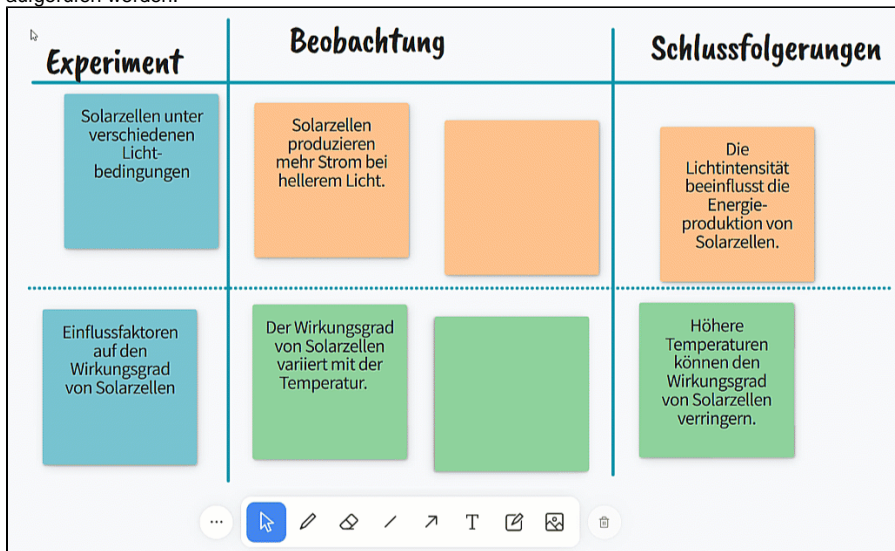 Experiment
Beobachtung
Schlussfolgerungen
Solarzellen unter
verschiedenen
Licht-
bedingungen
Solarzellen
produzieren
mehr Strom bei
hellerem Licht.
Die
Lichtintensität
beeinflusst die
Energie-
produktion von
Solarzellen.
Einflussfaktoren
auf den
Wirkungsgrad
von Solarzellen
Der Wirkungsgrad
von Solarzellen
variiert mit der
Temperatur.
Höhere
Temperaturen
können den
Wirkungsgrad
von Solarzellen
verringern.